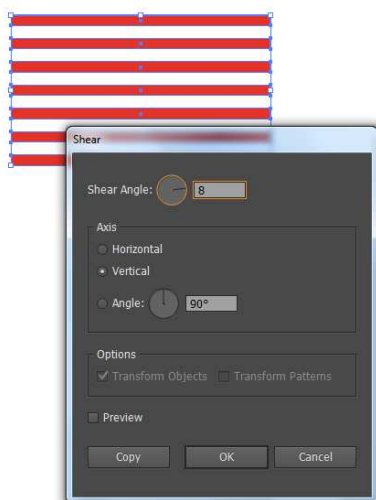 Shear
Shear Angle: 8
Axis
Horizontal
Vertical
Angle: 90°
Options
Transform Objects Transform Patterns
Preview
Copy OK Cancel